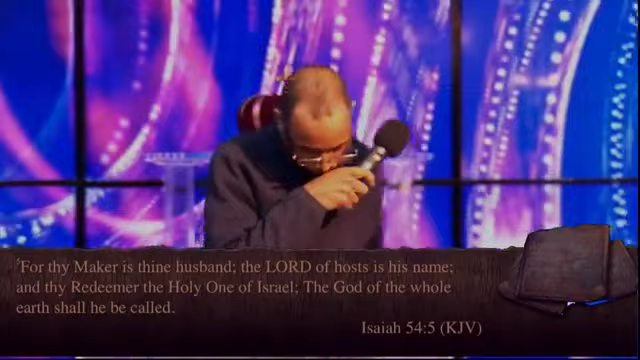 "For thy Maker is thine husband; the LORD of hosts is his name;
and thy Redeemer the Holy One of Israel; The God of the whole
earth shall he be called.
Isaiah 54:5 (KJV)